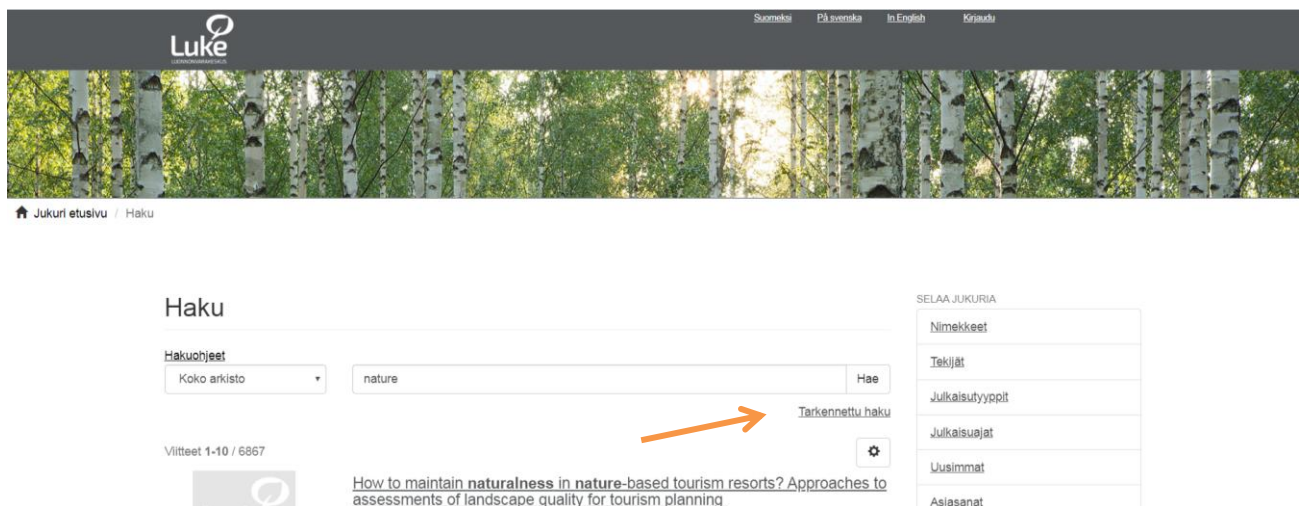 Suomeksi På svenska In English Kirjaudu
Luke
LUONNONVARAKESKUS
Jukuri etusivu / Haku
Haku
Hakuohjeet
Koko arkisto nature Hae
Tarkennettu haku
Viitteet 1-10 / 6867
How to maintain naturalness in nature-based tourism resorts? Approaches to
assessments of landscape quality for tourism planning
SELAA JUKURIA
Nimekkeet
Tekijät
Julkaisutyyppit
Julkaisuajat
Uusimmat
Asiasanat